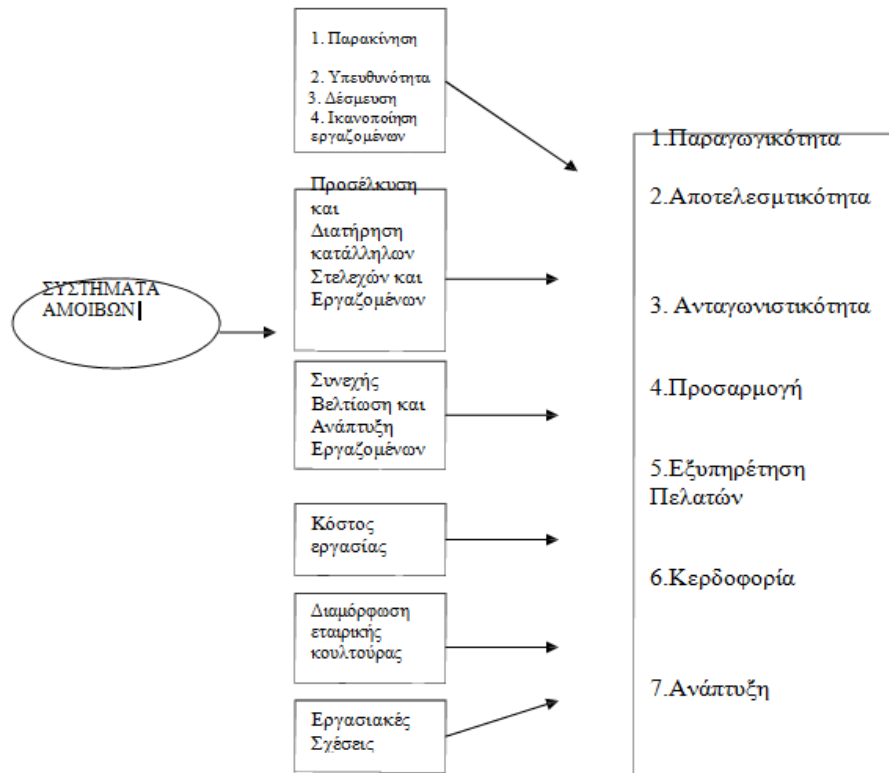 ΣΥΣΤΗΜΑΤΑ
ΑΜΟΙΒΩΝ
1. Παρακίνηση
2. Υπευθυνότητα
3. Δέσμευση
4. Ικανοποίηση
εργαζομένων
Προσέλκυση
και
Διατήρηση
κατάλληλων
Στελεχών και
Εργαζομένων
Συνεχής
Βελτίωση και
Ανάπτυξη
Εργαζομένων
Κόστος
εργασίας
Διαμόρφωση
εταιρικής
κουλτούρας
Εργασιακές
Σχέσεις
1.Παραγωγικότητα
2.Αποτελεσμτικότητα
3. Ανταγωνιστικότητα
4.Προσαρμογή
5.Εξυπηρέτηση
Πελατών
6.Κερδοφορία
7.Ανάπτυξη